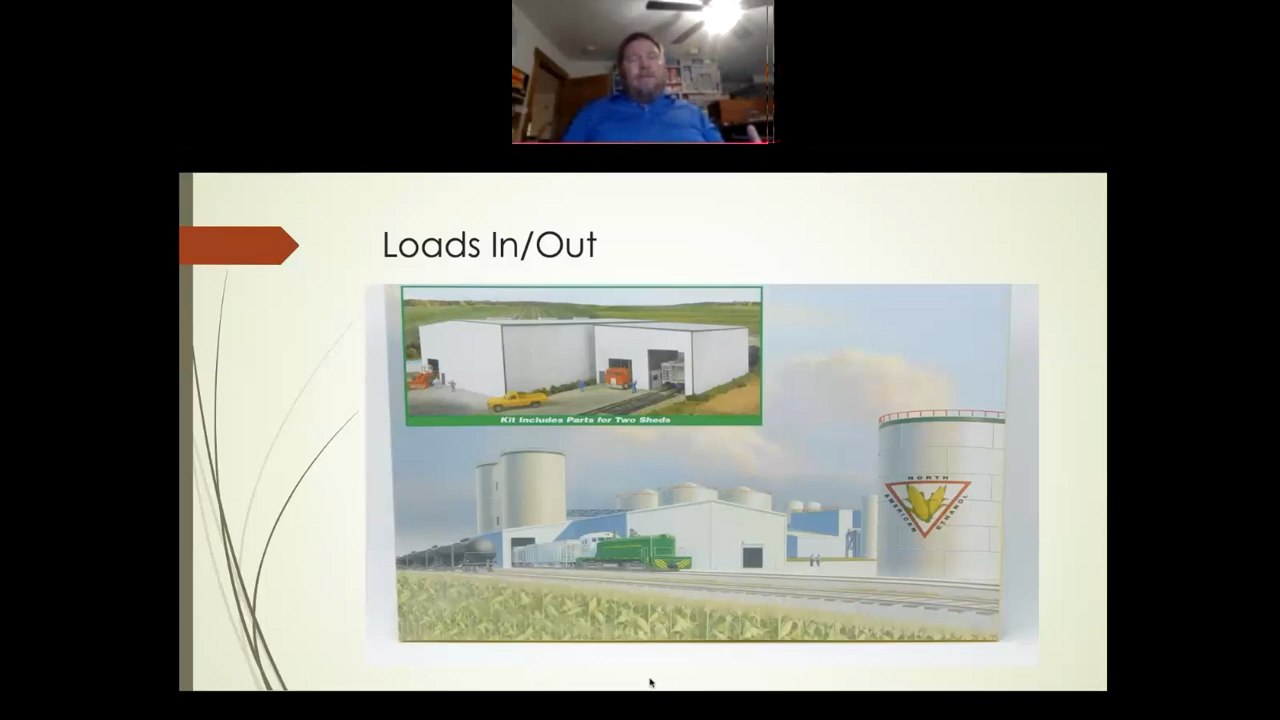 Loads In/Out
Kit Includes Parts for Two Sheds
NORTH
AMERICAN
ETHANOL